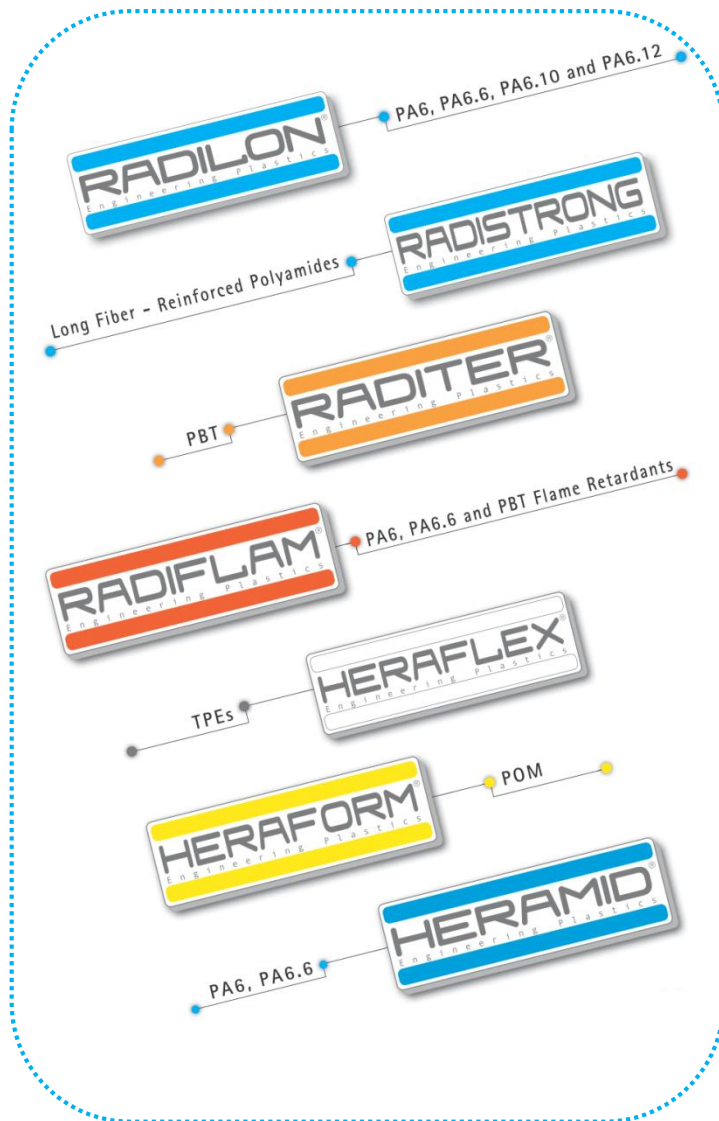 PA6, PA6.6, PA6.10 and PA6.12
RADILON®
Engineering Plastics
RADISTRONG
Engineering Plastics
Long Fiber - Reinforced Polyamides
RADITER®
Engineering Plastics
PBT
PA6, PA6.6 and PBT Flame Retardants
RADIFLAM®
Engineering Plastics
HERAFLEX®
Engineering Plastics
TPEs
POM
HERAFORM®
Engineering Plastics
HERAMID®
Engineering Plastics
PA6, PA6.6